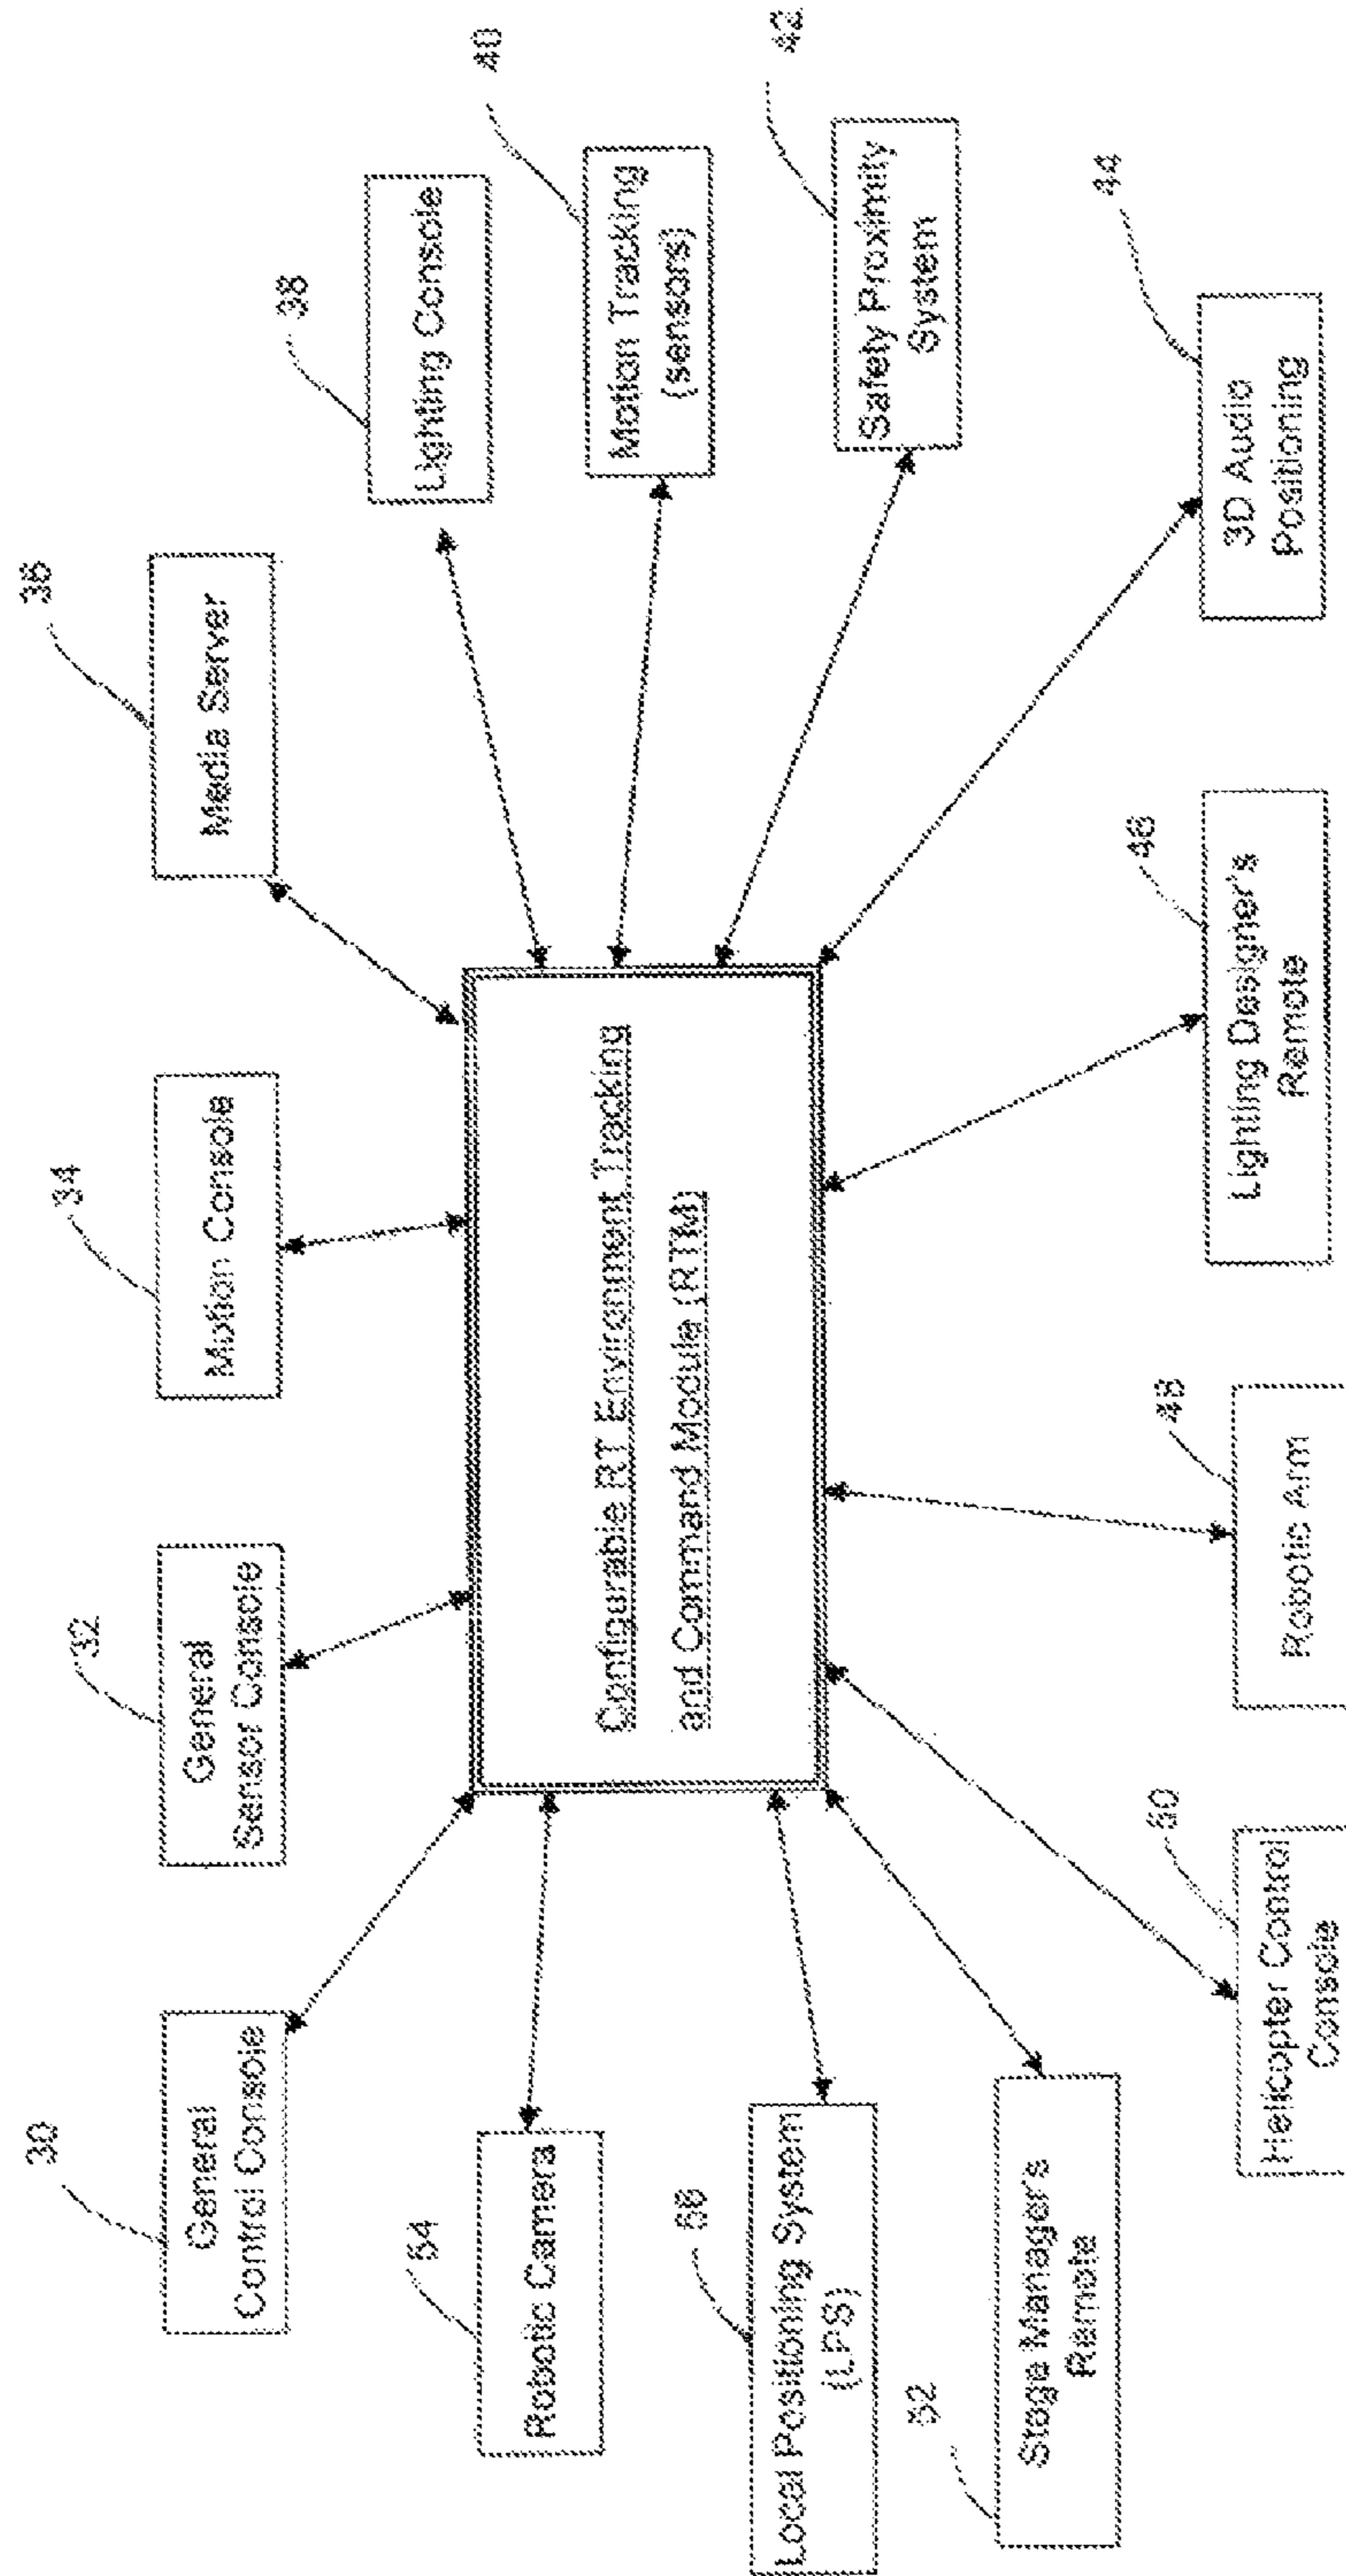 30
General
Control Console
32
General
Sensor Console
34
Motion Console
36
Media Server
38
Lighting Console
40
Motion Tracking
(sensors)
42
Safety Proximity
System
44
3D Audio
Positioning
46
Lighting Designer's
Remote
48
Robotic Arm
50
Helicopter Control
Console
52
Stage Manager's
Remote
56
Local Positioning System
(LPS)
54
Robotic Camera
Configurable RT Environment Tracking
and Command Module (RTM)